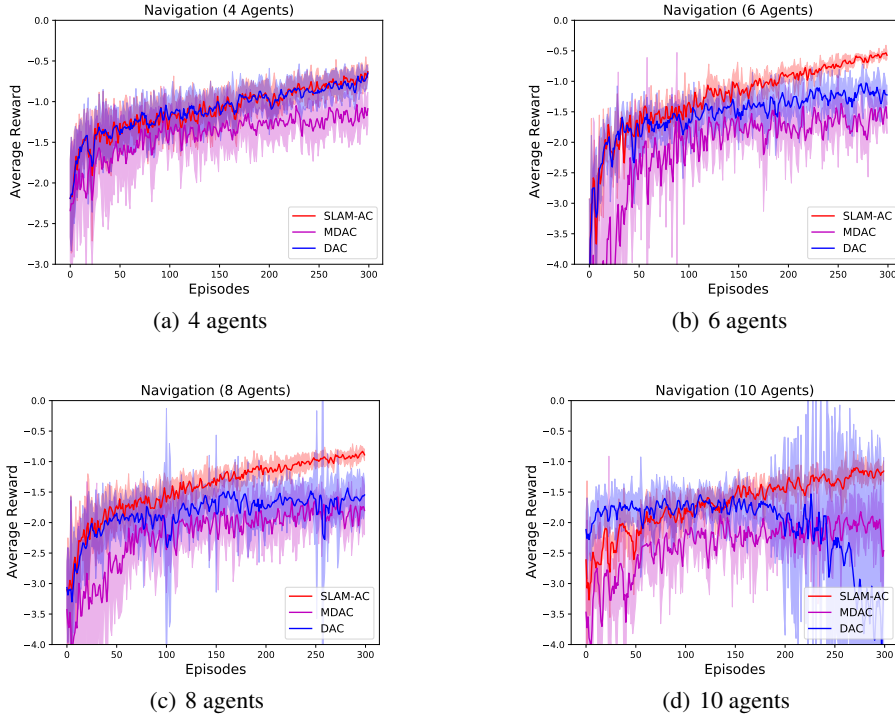 Navigation (4 Agents)
0.0
−0.5
−1.0
−1.5
−2.0
−2.5
−3.0
Average Reward
SLAM-AC
MDAC
DAC
0 50 100 150 200 250 300
Episodes
(a) 4 agents
Navigation (6 Agents)
0.0
−0.5
−1.0
−1.5
−2.0
−2.5
−3.0
−3.5
−4.0
Average Reward
SLAM-AC
MDAC
DAC
0 50 100 150 200 250 300
Episodes
(b) 6 agents
Navigation (8 Agents)
0.0
−0.5
−1.0
−1.5
−2.0
−2.5
−3.0
−3.5
−4.0
Average Reward
SLAM-AC
MDAC
DAC
0 50 100 150 200 250 300
Episodes
(c) 8 agents
Navigation (10 Agents)
0.0
−0.5
−1.0
−1.5
−2.0
−2.5
−3.0
−3.5
−4.0
Average Reward
SLAM-AC
MDAC
DAC
0 50 100 150 200 250 300
Episodes
(d) 10 agents